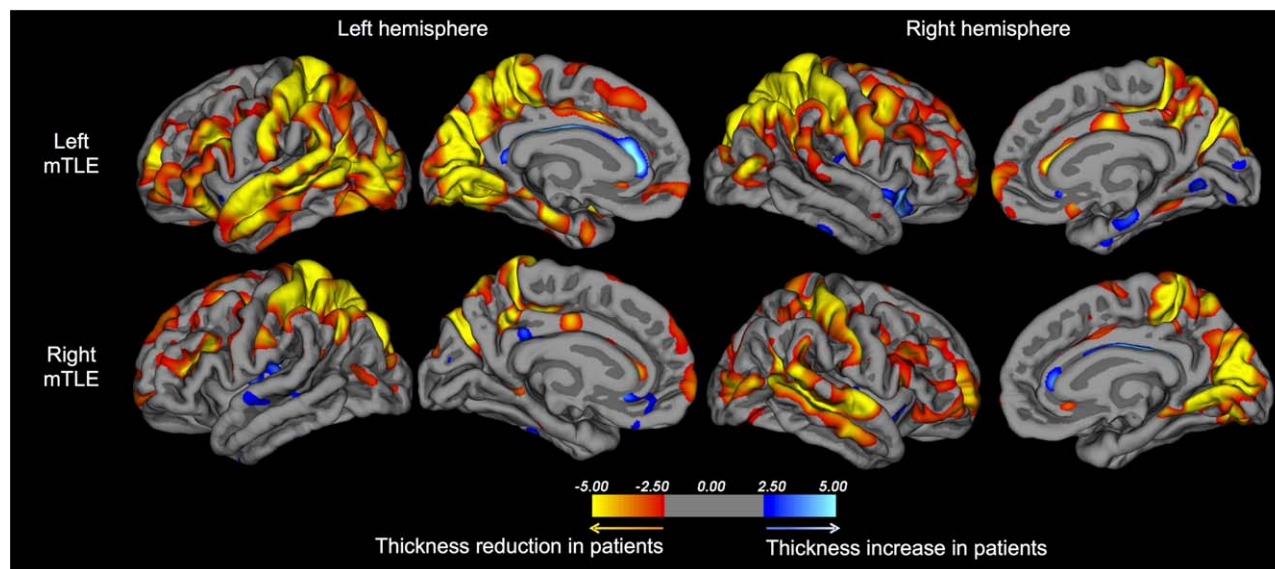 Left hemisphere
Right hemisphere
Left
mTLE
Right
mTLE
-5.00 -2.50 0.00 2.50 5.00
Thickness reduction in patients
Thickness increase in patients